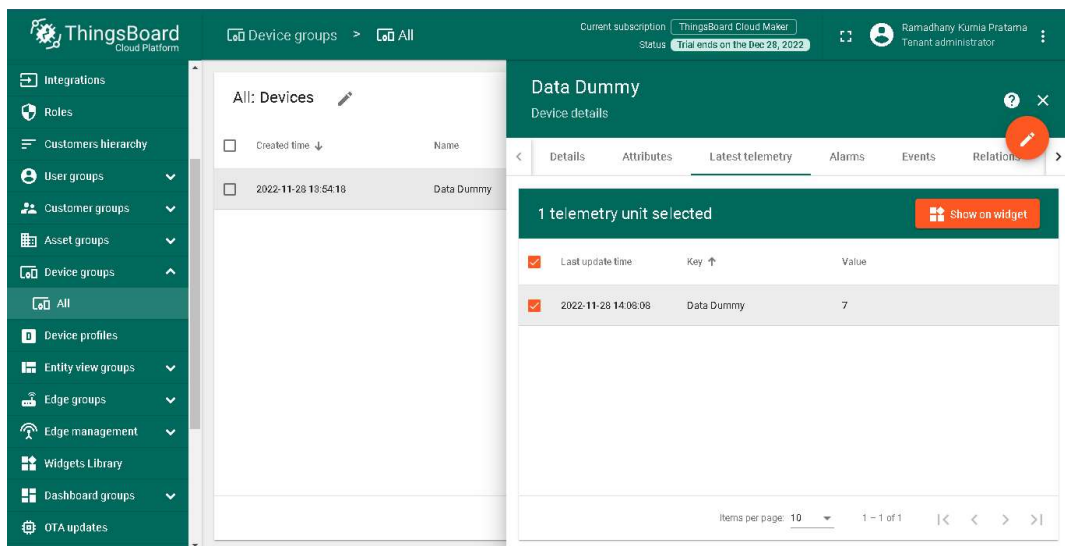 ThingsBoard
Cloud Platform
Device groups > All
Current subscription ThingsBoard Cloud Maker
Status Trial ends on the Dec 28, 2022
Ramadhany Kurnia Pratama
Tenant administrator
Integrations
Roles
Customers hierarchy
User groups
Customer groups
Asset groups
Device groups
All
Device profiles
Entity view groups
Edge groups
Edge management
Widgets Library
Dashboard groups
OTA updates
All: Devices
Created time ↓ Name
2022-11-28 13:54:18 Data Dummy
Data Dummy
Device details
Details Attributes Latest telemetry Alarms Events Relations
1 telemetry unit selected
Show on widget
Last update time Key ↑ Value
2022-11-28 14:06:08 Data Dummy 7
Items per page: 10 1 – 1 of 1